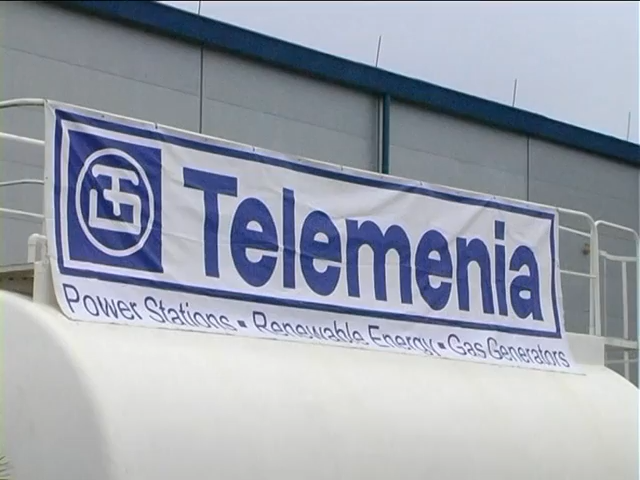 Telemenia
Power Stations ▪ Renewable Energy ▪ Gas Generators